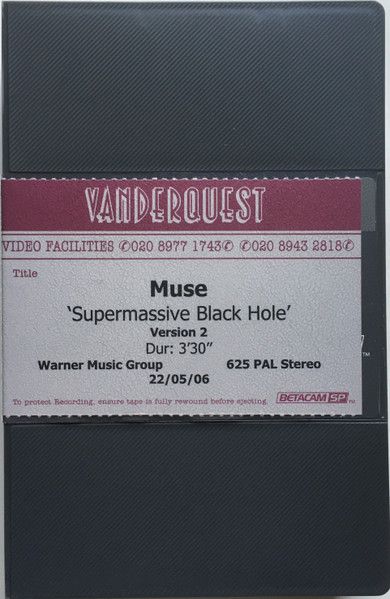 VANDERQUEST
VIDEO FACILITIES ✆020 8977 1743✆ ✆020 8943 2818✆
Title
Muse
‘Supermassive Black Hole’
Version 2
Dur: 3’30”
Warner Music Group 625 PAL Stereo
22/05/06
To protect Recording, ensure tape is fully rewound before ejecting. BETACAM SP TM
TM